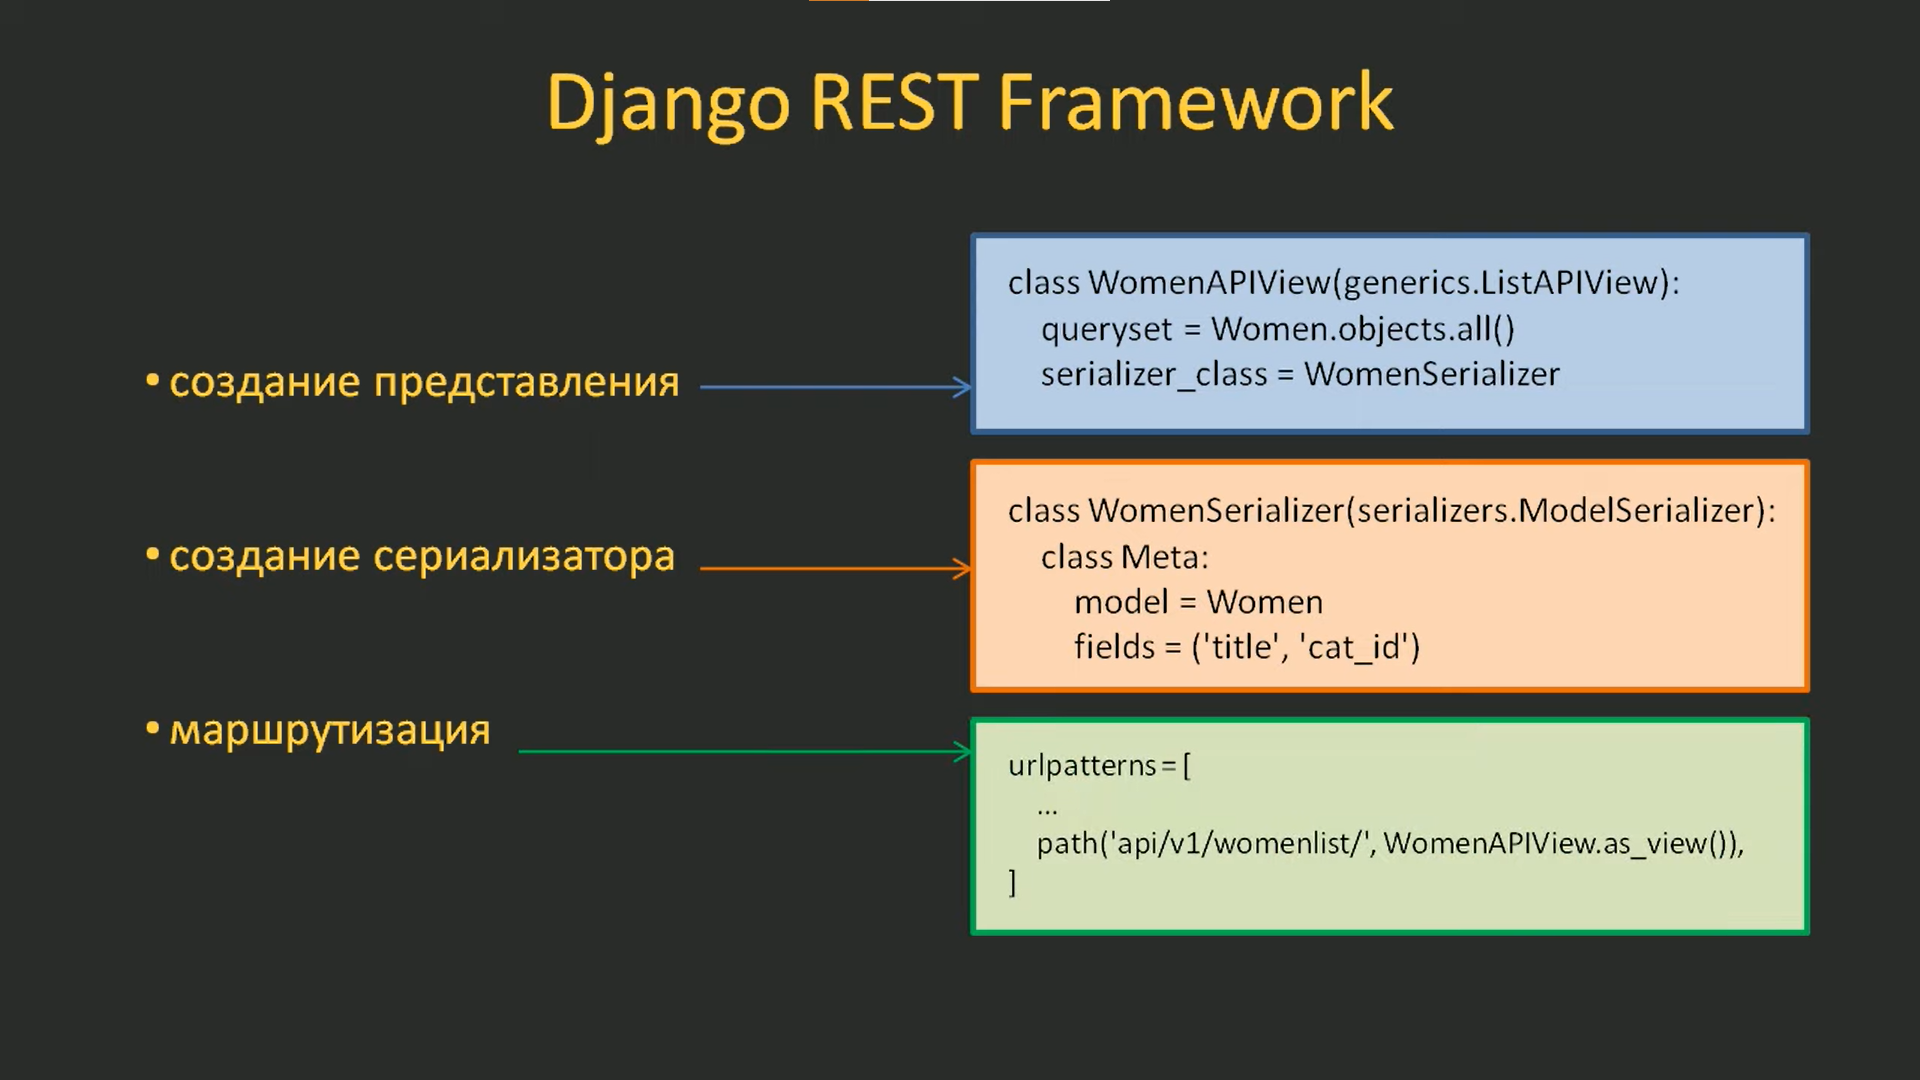 Django REST Framework
• создание представления
class WomenAPIView(generics.ListAPIView):
queryset = Women.objects.all()
serializer_class = WomenSerializer
• создание сериализатора
class WomenSerializer(serializers.ModelSerializer):
class Meta:
model = Women
fields = ('title', 'cat_id')
• маршрутизация
urlpatterns = [
...
path('api/v1/womenlist/', WomenAPIView.as_view()),
]